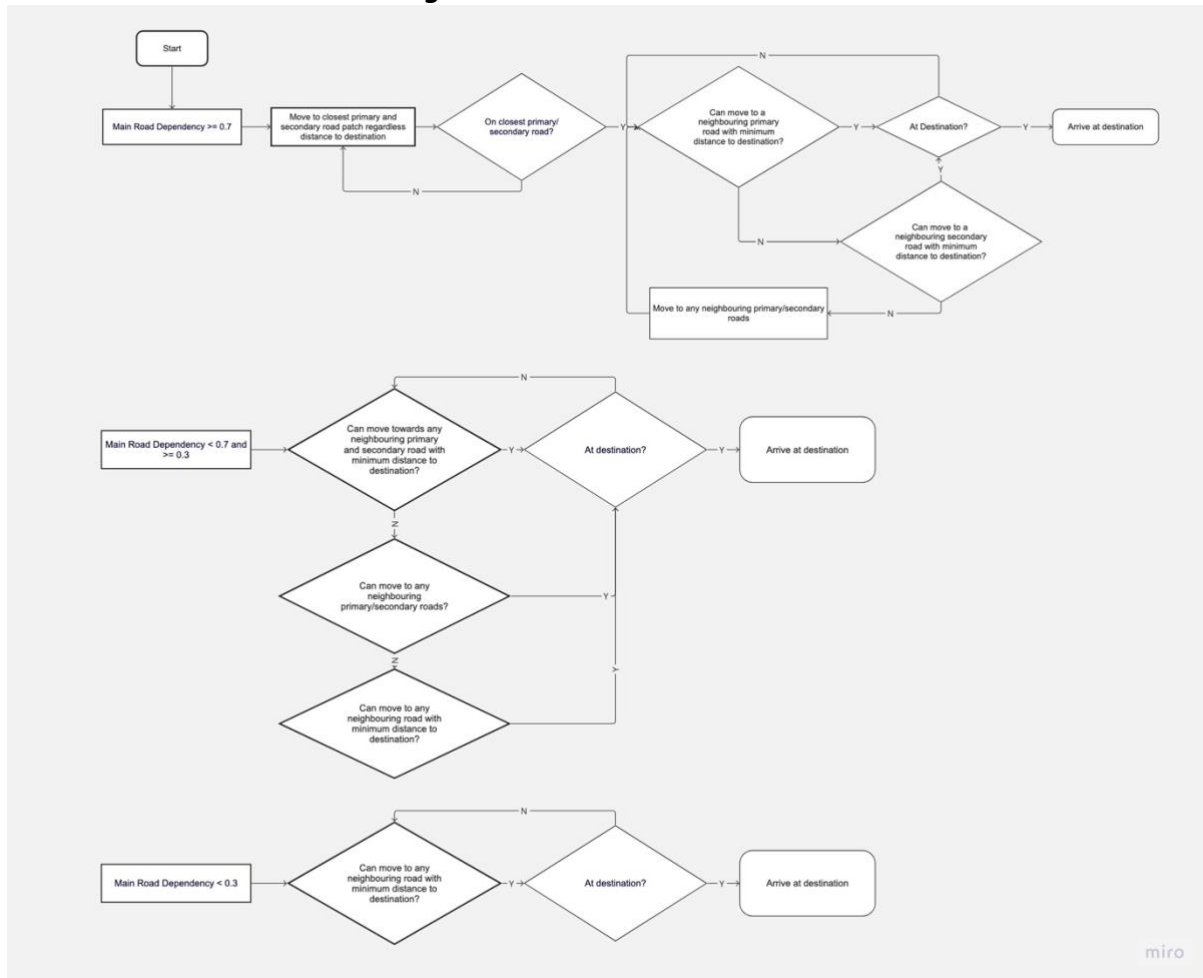 Start
Main Road Dependency >= 0.7
Move to closest primary and
secondary road patch regardless
distance to destination
On closest primary/
secondary road?
N
Y
Can move to a
neighbouring primary
road with minimum
distance to destination?
N
Y
At Destination?
Y
Arrive at destination
N
Y
Can move to a
neighbouring secondary
road with minimum
distance to destination?
N
Move to any neighbouring primary/secondary
roads
Main Road Dependency < 0.7 and
>= 0.3
Can move towards any
neighbouring primary
and secondary road with
minimum distance to
destination?
N
Y
At destination?
Y
Arrive at destination
N
Can move to any
neighbouring
primary/secondary roads?
Y
N
Can move to any
neighbouring road with
minimum distance to
destination?
Y
Main Road Dependency < 0.3
Can move to any
neighbouring road with
minimum distance to
destination?
N
Y
At destination?
Y
Arrive at destination
miro